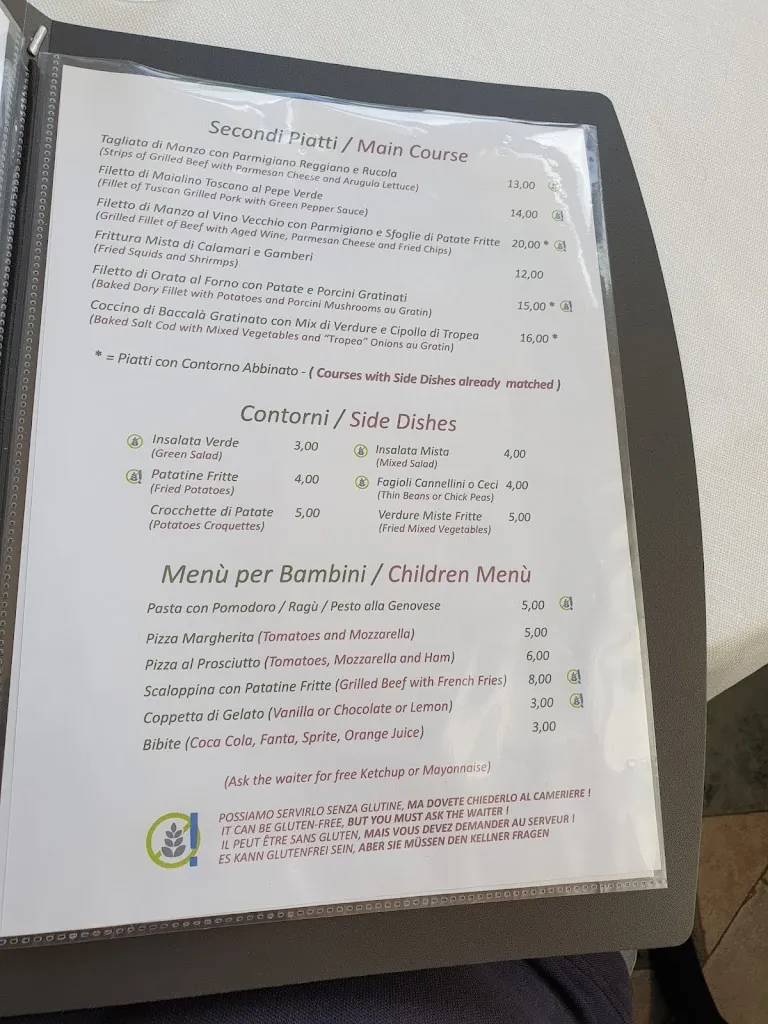 Secondi Piatti / Main Course
Tagliata di Manzo con Parmigiano Reggiano e Rucola
(Strips of Grilled Beef with Parmesan Cheese and Arugula Lettuce) 13,00
Filetto di Maialino Toscano al Pepe Verde
(Fillet of Tuscan Grilled Pork with Green Pepper Sauce) 14,00
Filetto di Manzo al Vino Vecchio con Parmigiano e Sfoglie di Patate Fritte 20,00 *
(Grilled Fillet of Beef with Aged Wine, Parmesan Cheese and Fried Chips)
Frittura Mista di Calamari e Gamberi 12,00
(Fried Squids and Shrirmps)
Filetto di Orata al Forno con Patate e Porcini Gratinati 15,00 *
(Baked Dory Fillet with Potatoes and Porcini Mushrooms au Gratin)
Coccino di Baccalà Gratinato con Mix di Verdure e Cipolla di Tropea 16,00 *
(Baked Salt Cod with Mixed Vegetables and “Tropea” Onions au Gratin)
* = Piatti con Contorno Abbinato - ( Courses with Side Dishes already matched )
Contorni / Side Dishes
Insalata Verde 3,00
(Green Salad)
Insalata Mista 4,00
(Mixed Salad)
Patatine Fritte 4,00
(Fried Potatoes)
Fagioli Cannellini o Ceci 4,00
(Thin Beans or Chick Peas)
Crocchette di Patate 5,00
(Potatoes Croquettes)
Verdure Miste Fritte 5,00
(Fried Mixed Vegetables)
Menù per Bambini / Children Menù
Pasta con Pomodoro / Ragù / Pesto alla Genovese 5,00
Pizza Margherita (Tomatoes and Mozzarella) 5,00
Pizza al Prosciutto (Tomatoes, Mozzarella and Ham) 6,00
Scaloppina con Patatine Fritte (Grilled Beef with French Fries) 8,00
Coppetta di Gelato (Vanilla or Chocolate or Lemon) 3,00
Bibite (Coca Cola, Fanta, Sprite, Orange Juice) 3,00
(Ask the waiter for free Ketchup or Mayonnaise)
POSSIAMO SERVIRLO SENZA GLUTINE, MA DOVETE CHIEDERLO AL CAMERIERE !
IT CAN BE GLUTEN-FREE, BUT YOU MUST ASK THE WAITER !
IL PEUT ÊTRE SANS GLUTEN, MAIS VOUS DEVEZ DEMANDER AU SERVEUR !
ES KANN GLUTENFREI SEIN, ABER SIE MÜSSEN DEN KELLNER FRAGEN